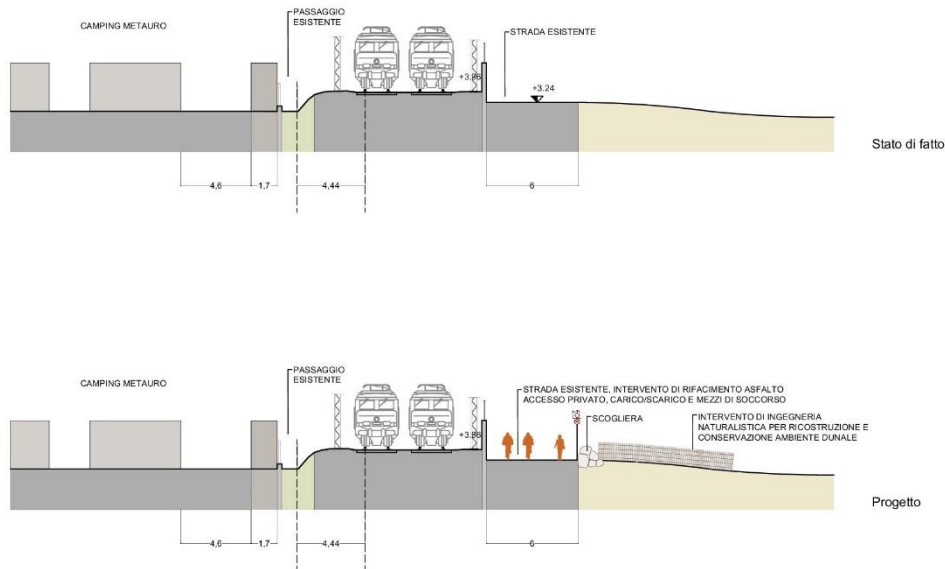 CAMPING METAURO
PASSAGGIO
ESISTENTE
STRADA ESISTENTE
+3.86
+3.24
Stato di fatto
4,6
1,7
4,44
6
CAMPING METAURO
PASSAGGIO
ESISTENTE
STRADA ESISTENTE, INTERVENTO DI RIFACIMENTO ASFALTO
ACCESSO PRIVATO, CARICO/SCARICO E MEZZI DI SOCCORSO
SCOGLIERA
INTERVENTO DI INGEGNERIA
NATURALISTICA PER RICOSTRUZIONE E
CONSERVAZIONE AMBIENTE DUNALE
+3.86
Progetto
4,6
1,7
4,44
6